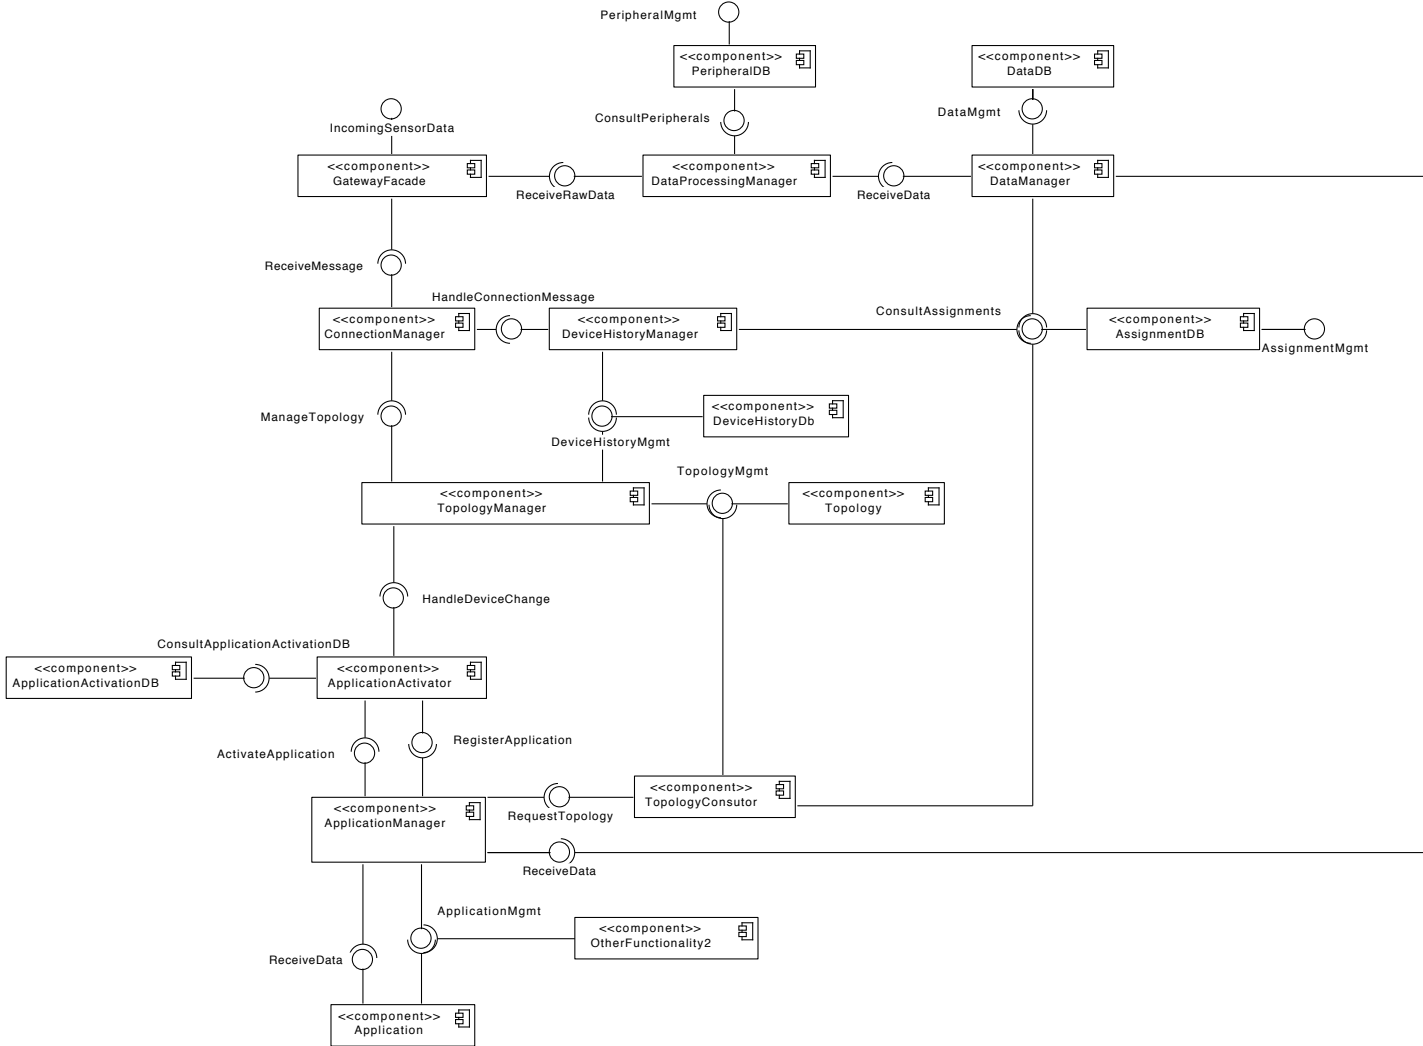 PeripheralMgmt
<<component>>
PeripheralDB
<<component>>
DataDB
IncomingSensorData
ConsultPeripherals
DataMgmt
<<component>>
GatewayFacade
ReceiveRawData
<<component>>
DataProcessingManager
ReceiveData
<<component>>
DataManager
ReceiveMessage
HandleConnectionMessage
ConsultAssignments
<<component>>
ConnectionManager
<<component>>
DeviceHistoryManager
<<component>>
AssignmentDB
AssignmentMgmt
ManageTopology
<<component>>
DeviceHistoryDb
DeviceHistoryMgmt
TopologyMgmt
<<component>>
TopologyManager
<<component>>
Topology
HandleDeviceChange
ConsultApplicationActivationDB
<<component>>
ApplicationActivationDB
<<component>>
ApplicationActivator
ActivateApplication
RegisterApplication
<<component>>
ApplicationManager
RequestTopology
<<component>>
TopologyConsutor
ReceiveData
ApplicationMgmt
<<component>>
OtherFunctionality2
ReceiveData
<<component>>
Application